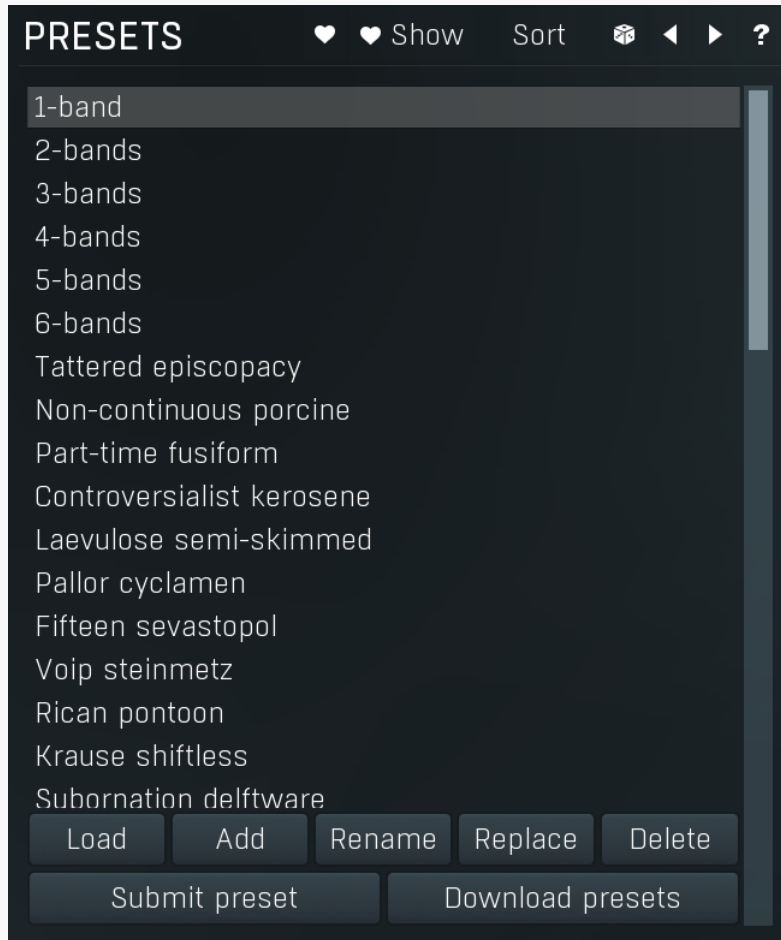 PRESETS Show Sort ?
1-band
2-bands
3-bands
4-bands
5-bands
6-bands
Tattered episcopacy
Non-continuous porcine
Part-time fusiform
Controversialist kerosene
Laevulose semi-skimmed
Pallor cyclamen
Fifteen sevastopol
Voip steinmetz
Rican pontoon
Krause shiftless
Subornation delftware
Load Add Rename Replace Delete
Submit preset Download presets